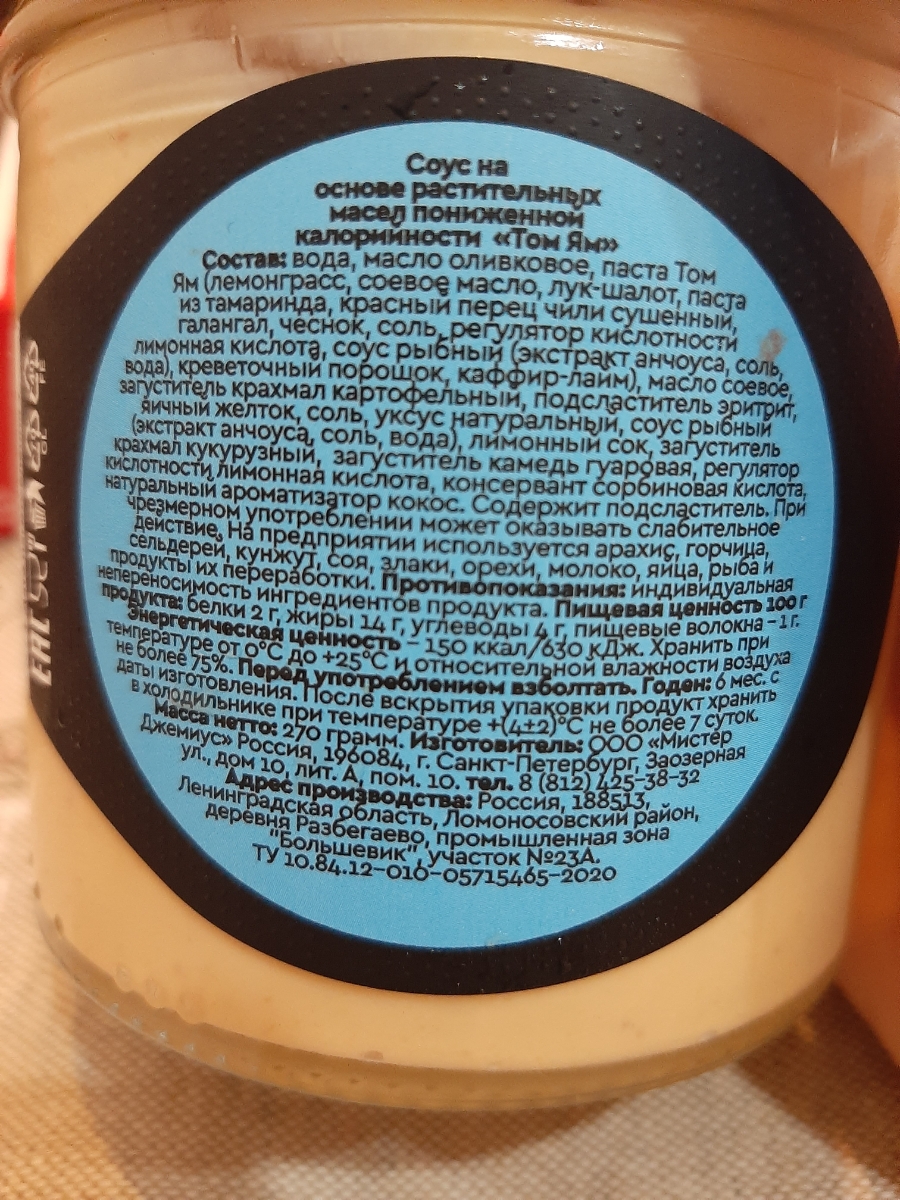 Соус на
основе растительных
масел пониженной
калорийности «Том Ям»
Состав: вода, масло оливковое, паста Том
Ям (лемонграсс, соевое масло, лук-шалот, паста
из тамаринда, красный перец чили сушенный,
галангал, чеснок, соль, регулятор кислотности
лимонная кислота, соус рыбный (экстракт анчоуса, соль,
вода), креветочный порошок, каффир-лайм), масло соевое,
загуститель крахмал картофельный, подсластитель эритрит,
яичный желток, соль, уксус натуральный, соус рыбный
(экстракт анчоуса, соль, вода), лимонный сок, загуститель
крахмал кукурузный, загуститель камедь гуаровая, регулятор
кислотности лимонная кислота, консервант сорбиновая кислота,
натуральный ароматизатор кокос. Содержит подсластитель. При
чрезмерном употреблении может оказывать слабительное
действие. На предприятии используется арахис, горчица,
сельдерей, кунжут, соя, злаки, орехи, молоко, яйца, рыба и
продукты их переработки. Противопоказания: индивидуальная
непереносимость ингредиентов продукта. Пищевая ценность 100 г
продукта: белки 2 г, жиры 14 г, углеводы 4 г, пищевые волокна – 1 г.
Энергетическая ценность – 150 ккал/630 кДж. Хранить при
температуре от 0°С до +25°С и относительной влажности воздуха
не более 75%. Перед употреблением взболтать. Годен: 6 мес. с
даты изготовления. После вскрытия упаковки продукт хранить
в холодильнике при температуре +(4±2)°С не более 7 суток.
Масса нетто: 270 грамм. Изготовитель: ООО «Мистер
Джемиус» Россия, 196084, г. Санкт-Петербург, Заозерная
ул., дом 10, лит. А, пом. 10. тел. 8 (812) 425-38-32
Адрес производства: Россия, 188513,
Ленинградская область, Ломоносовский район,
деревня Разбегаево, промышленная зона
"Большевик", участок №23А.
ТУ 10.84.12-010-05715465-2020
EAC